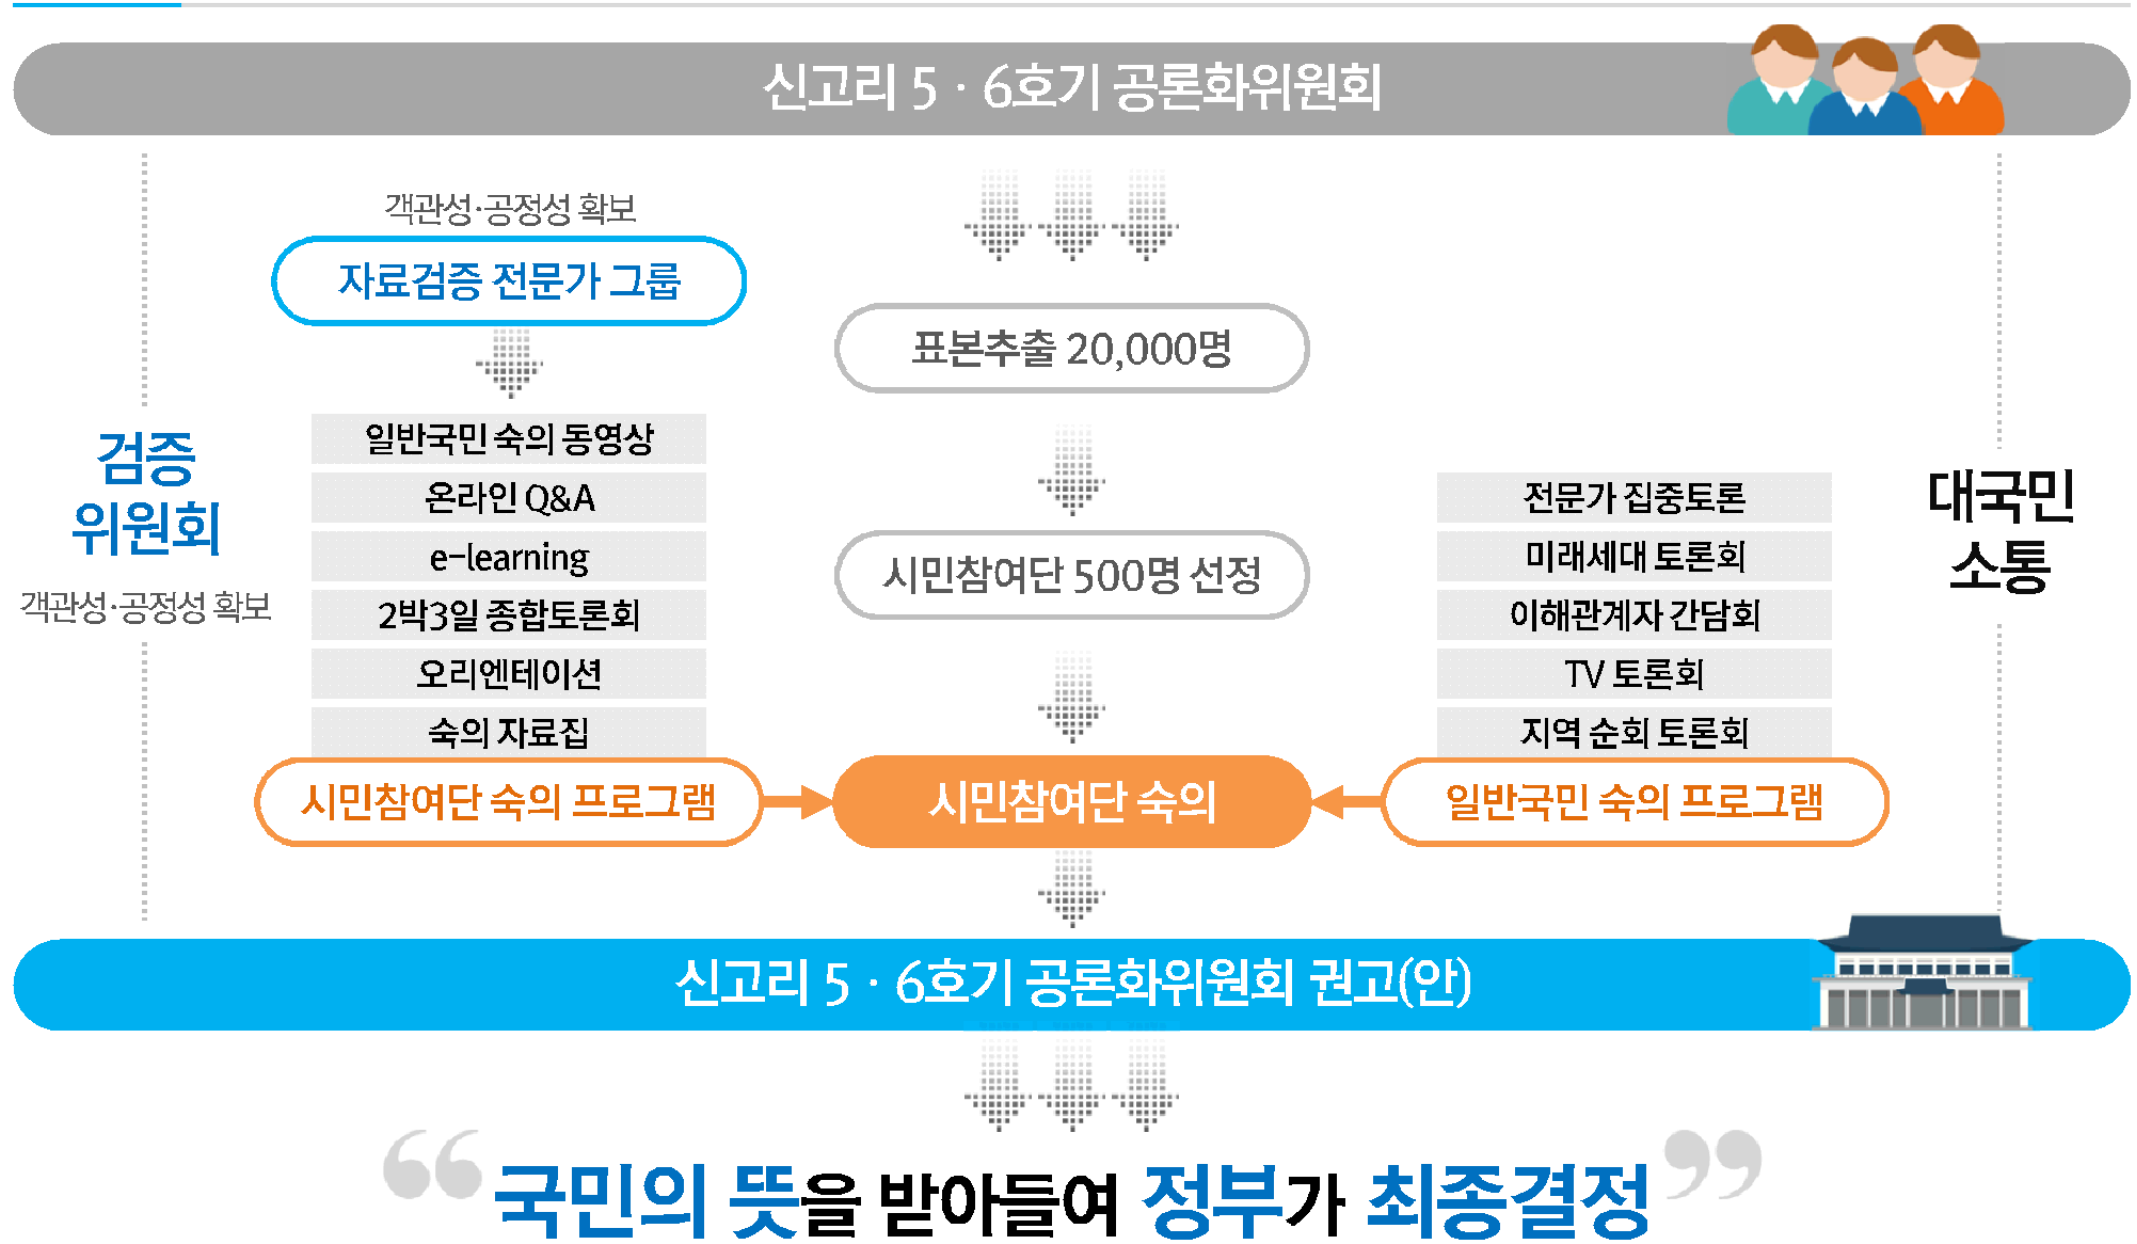 신고리 5 · 6호기 공론화위원회
객관성·공정성 확보
자료검증 전문가 그룹
표본추출 20,000명
검증
위원회
객관성·공정성 확보
일반국민 숙의 동영상
온라인 Q&A
e-learning
2박3일 종합토론회
오리엔테이션
숙의 자료집
시민참여단 숙의 프로그램
시민참여단 500명 선정
시민참여단 숙의
전문가 집중토론
미래세대 토론회
이해관계자 간담회
TV 토론회
지역 순회 토론회
일반국민 숙의 프로그램
대국민
소통
신고리 5 · 6호기 공론화위원회 권고(안)
“국민의 뜻을 받아들여 정부가 최종결정”